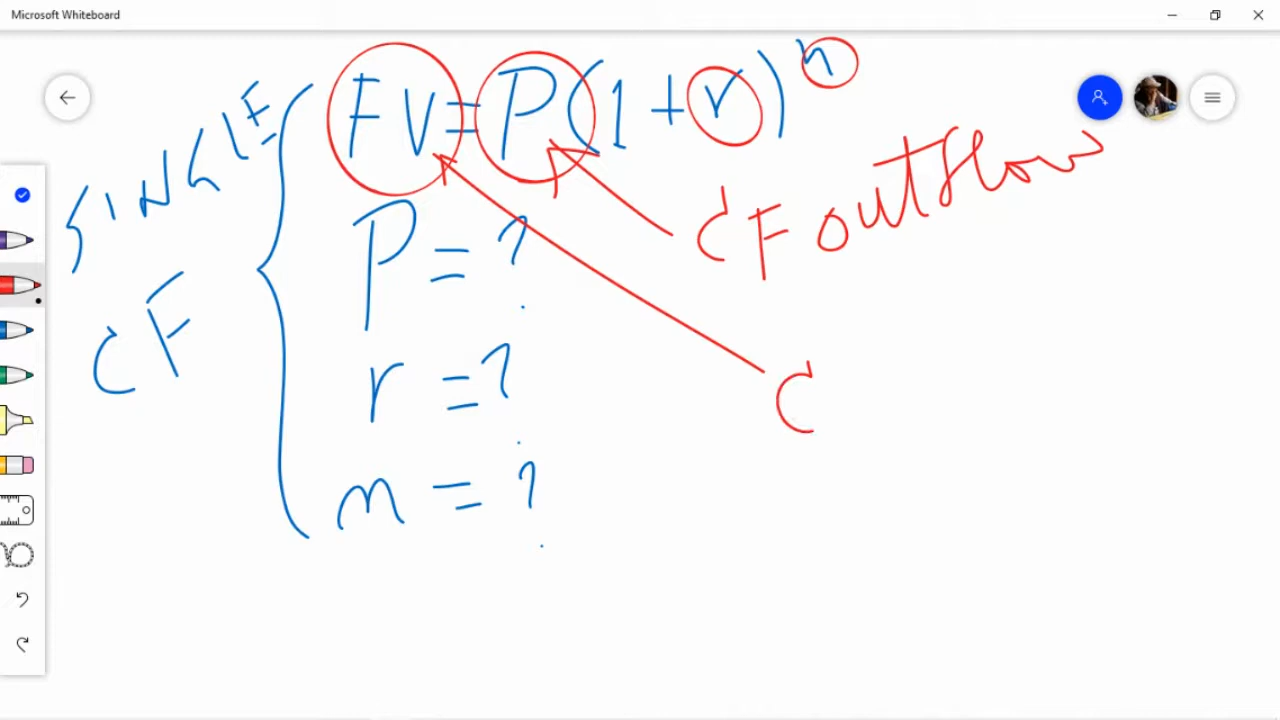 Microsoft Whiteboard
FV = P(1 + r)^n
SINGLE
CF
CF outflow
P = ?
r = ?
C
n = ?